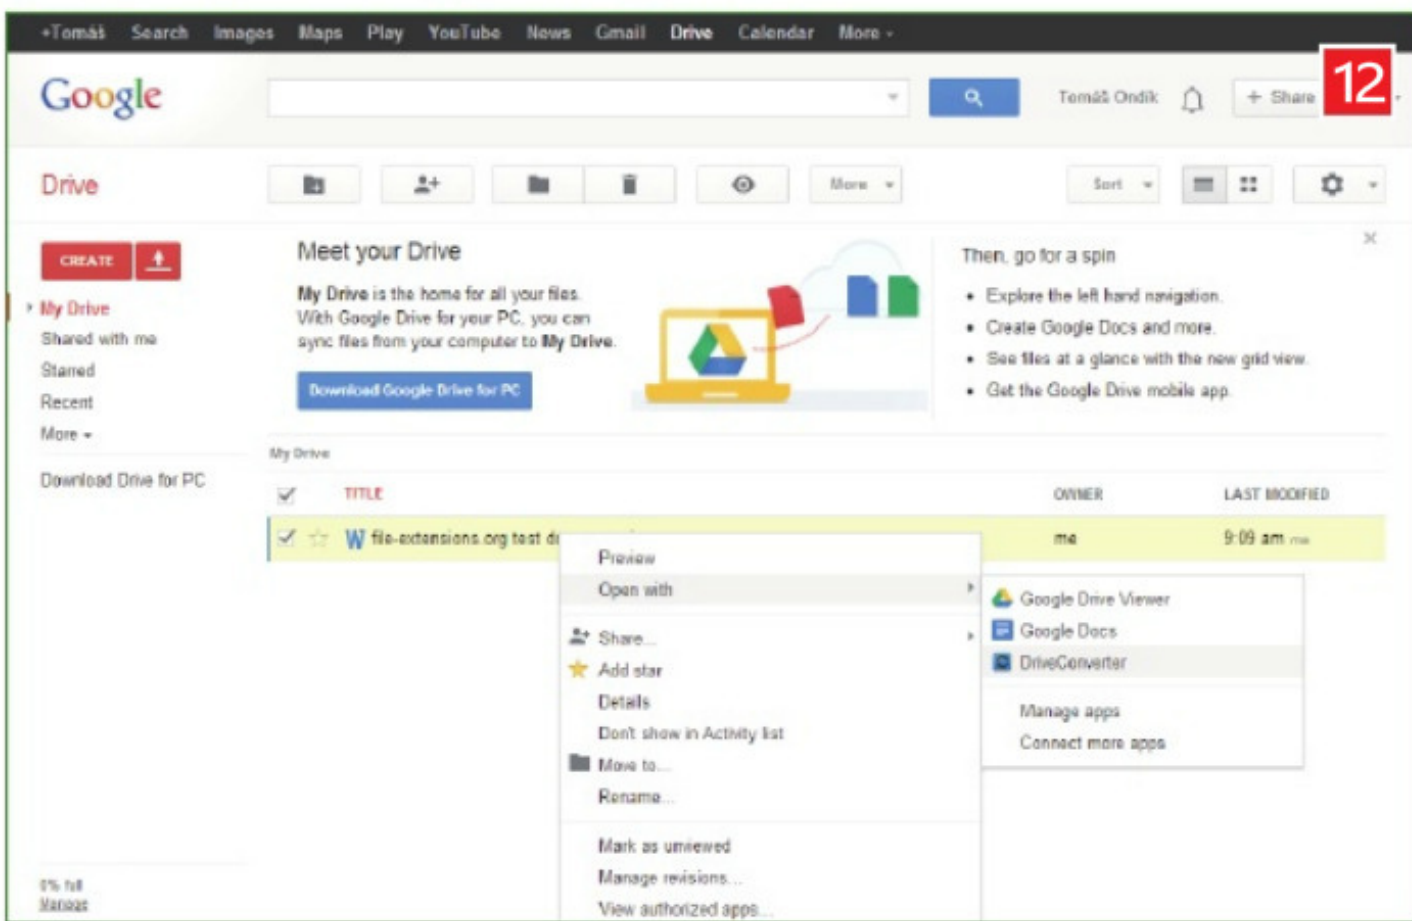 +Tomáš Search Images Maps Play YouTube News Gmail Drive Calendar More
12
Google
Tomáš Ondík
+ Share
Drive
More
Sort
CREATE
My Drive
Shared with me
Starred
Recent
More
Download Drive for PC
0% full
Manage
Meet your Drive
My Drive is the home for all your files.
With Google Drive for your PC, you can
sync files from your computer to My Drive.
Download Google Drive for PC
Then, go for a spin
• Explore the left hand navigation.
• Create Google Docs and more.
• See files at a glance with the new grid view.
• Get the Google Drive mobile app.
My Drive
TITLE OWNER LAST MODIFIED
W file-extensions.org test me 9:09 am me
Preview
Open with
Share...
Add star
Details
Don't show in Activity list
Move to...
Rename...
Mark as unviewed
Manage revisions...
View authorized apps...
Google Drive Viewer
Google Docs
DriveConverter
Manage apps
Connect more apps